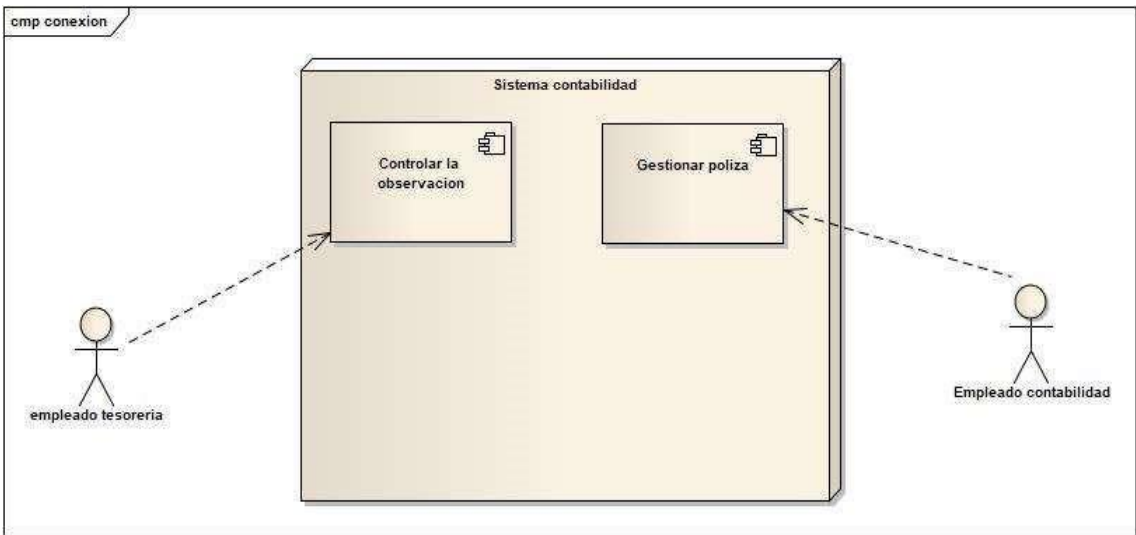 cmp conexion
Sistema contabilidad
Controlar la
observacion
Gestionar poliza
empleado tesoreria
Empleado contabilidad